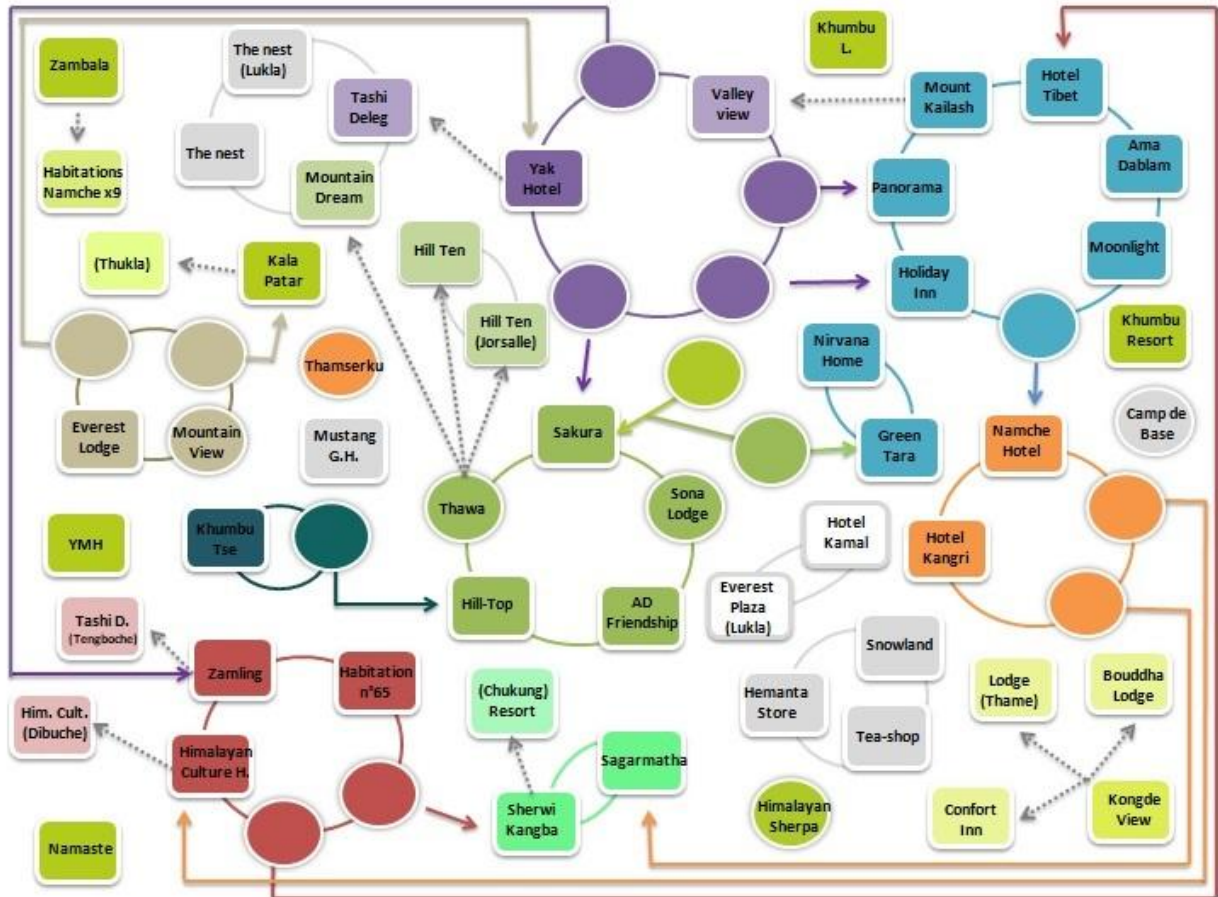 Zambala
Habitations
Namche x9
The nest
(Lukla)
Tashi
Deleg
The nest
Mountain
Dream
Yak
Hotel
Valley
view
Khumbu
L.
Mount
Kailash
Hotel
Tibet
Ama
Dablam
Panorama
Moonlight
Holiday
Inn
Khumbu
Resort
(Thukla)
Kala
Patar
Hill Ten
Hill Ten
(Jorsalle)
Thamserku
Everest
Lodge
Mountain
View
Mustang
G.H.
Sakura
Nirvana
Home
Green
Tara
Namche
Hotel
Camp de
Base
Thawa
Sona
Lodge
YMH
Khumbu
Tse
Hill-Top
AD
Friendship
Hotel
Kamal
Everest
Plaza
(Lukla)
Hotel
Kangri
Tashi D.
(Tengboche)
Zamling
Habitation
n°65
Him. Cult.
(Dibuche)
Himalayan
Culture H.
(Chukung)
Resort
Sagarmatha
Sherwi
Kangba
Snowland
Hemanta
Store
Tea-shop
Lodge
(Thame)
Bouddha
Lodge
Himalayan
Sherpa
Confort
Inn
Kongde
View
Namaste